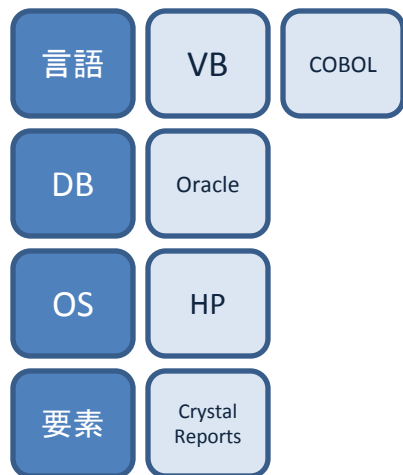 言語 VB COBOL
DB Oracle
OS HP
要素 Crystal
Reports